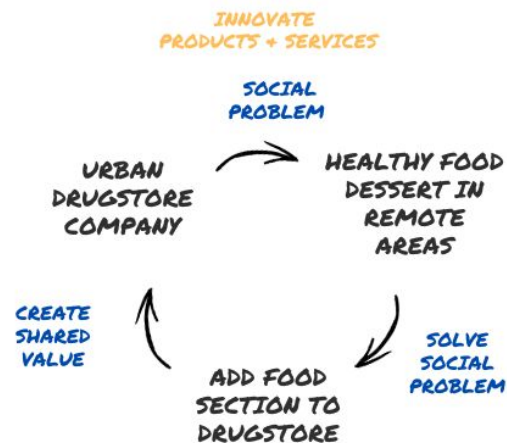 INNOVATE
PRODUCTS + SERVICES
SOCIAL
PROBLEM
URBAN
DRUGSTORE
COMPANY
HEALTHY FOOD
DESSERT IN
REMOTE
AREAS
CREATE
SHARED
VALUE
SOLVE
SOCIAL
PROBLEM
ADD FOOD
SECTION TO
DRUGSTORE